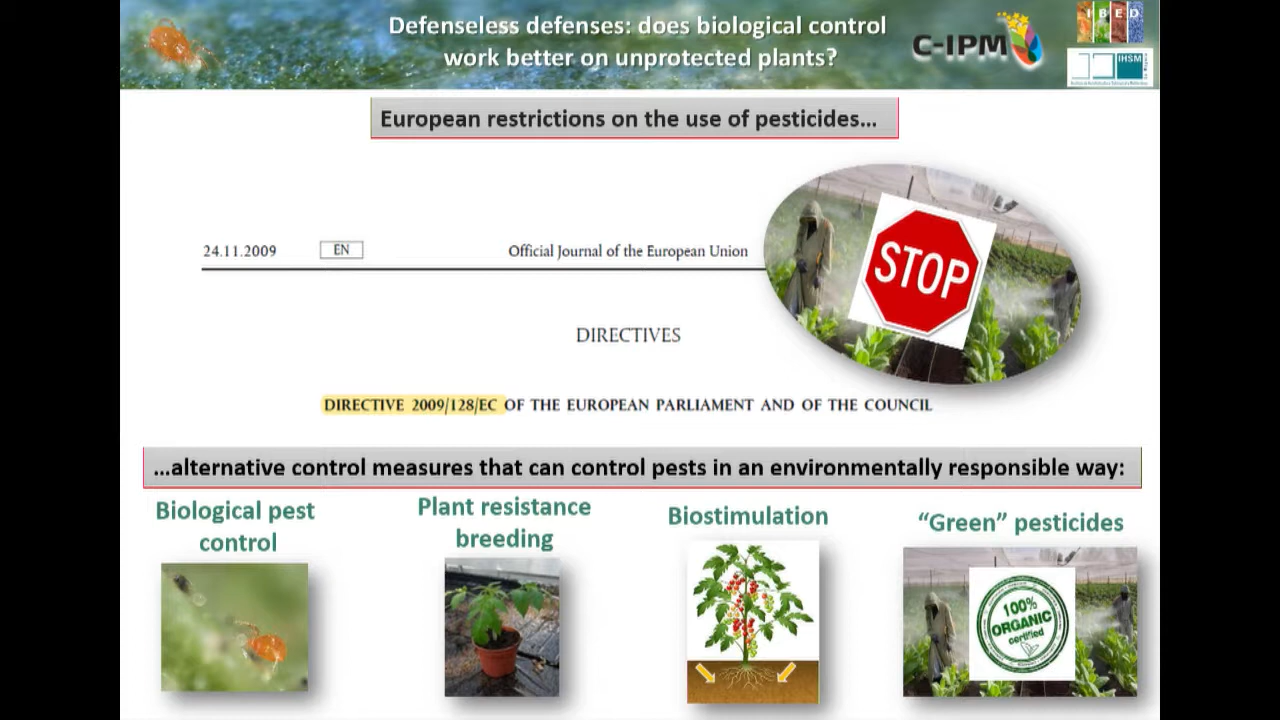 Defenseless defenses: does biological control
work better on unprotected plants?
C-IPM
IBED
IHSM
European restrictions on the use of pesticides…
24.11.2009 EN Official Journal of the European Union
STOP
DIRECTIVES
DIRECTIVE 2009/128/EC OF THE EUROPEAN PARLIAMENT AND OF THE COUNCIL
…alternative control measures that can control pests in an environmentally responsible way:
Biological pest
control
Plant resistance
breeding
Biostimulation
“Green” pesticides
100%
ORGANIC
certified